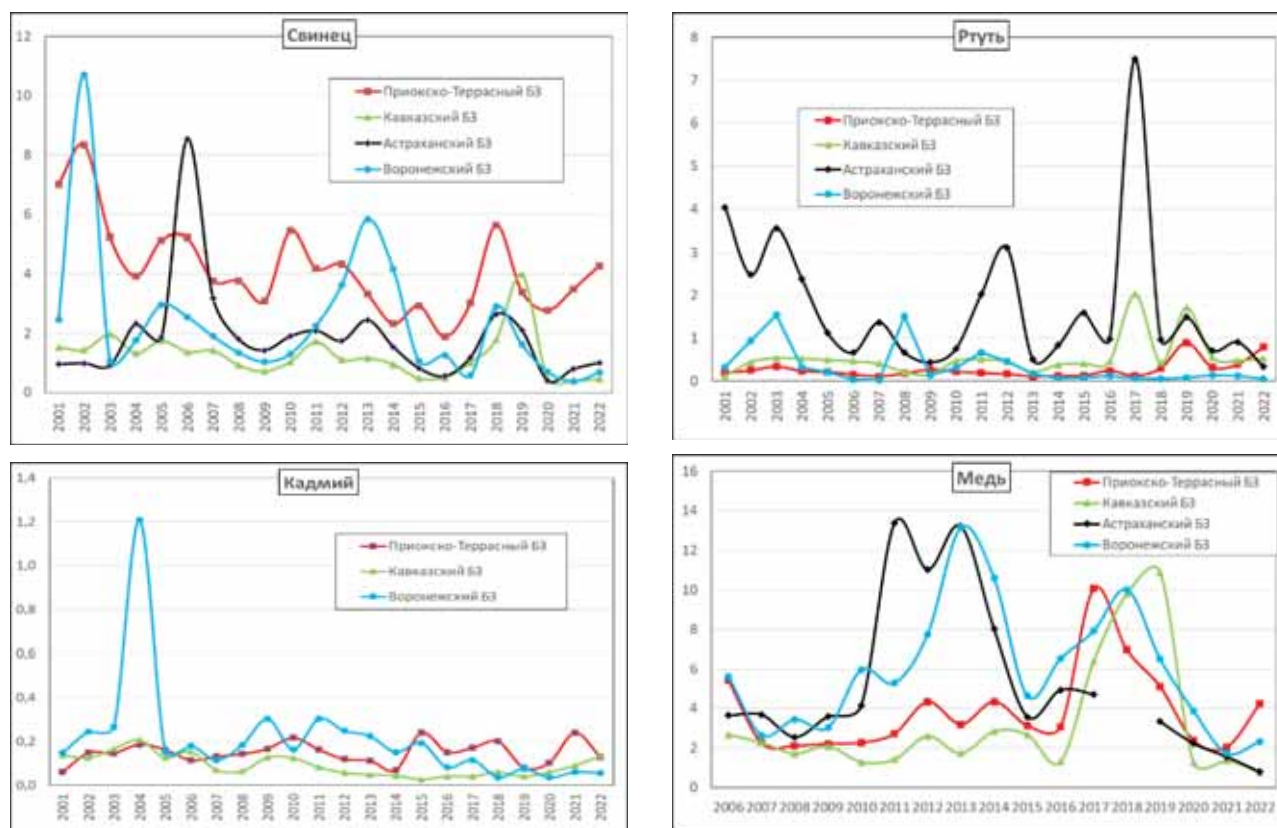 Свинец
12
10
8
6
4
2
0
Приокско-Террасный БЗ
Кавказский БЗ
Астраханский БЗ
Воронежский БЗ
2001 2002 2003 2004 2005 2006 2007 2008 2009 2010 2011 2012 2013 2014 2015 2016 2017 2018 2019 2020 2021 2022
Ртуть
8
7
6
5
4
3
2
1
0
Приокско-Террасный БЗ
Кавказский БЗ
Астраханский БЗ
Воронежский БЗ
2001 2002 2003 2004 2005 2006 2007 2008 2009 2010 2011 2012 2013 2014 2015 2016 2017 2018 2019 2020 2021 2022
Кадмий
1,4
1,2
1,0
0,8
0,6
0,4
0,2
0,0
Приокско-Террасный БЗ
Кавказский БЗ
Воронежский БЗ
2001 2002 2003 2004 2005 2006 2007 2008 2009 2010 2011 2012 2013 2014 2015 2016 2017 2018 2019 2020 2021 2022
Медь
16
14
12
10
8
6
4
2
0
Приокско-Террасный БЗ
Кавказский БЗ
Астраханский БЗ
Воронежский БЗ
2006 2007 2008 2009 2010 2011 2012 2013 2014 2015 2016 2017 2018 2019 2020 2021 2022